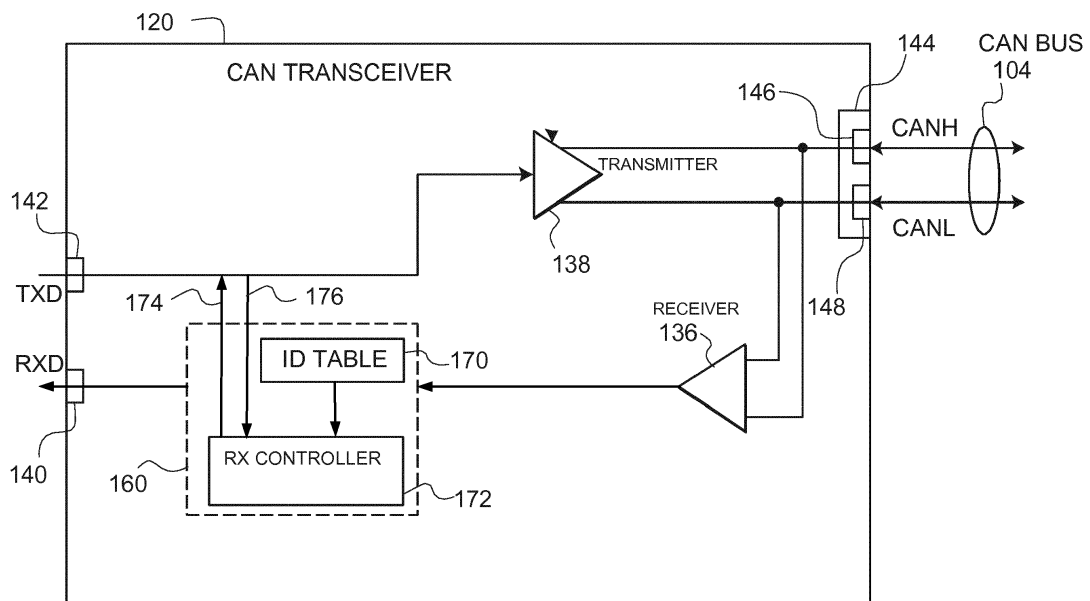 120
CAN TRANSCEIVER
144
CAN BUS
104
146
CANH
TRANSMITTER
142
138
CANL
TXD
174
176
148
RECEIVER
136
RXD
ID TABLE
170
140
160
RX CONTROLLER
172